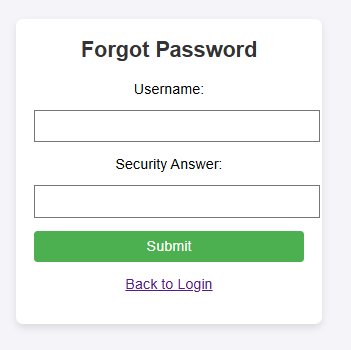 Forgot Password
Username:
Security Answer:
Submit
Back to Login